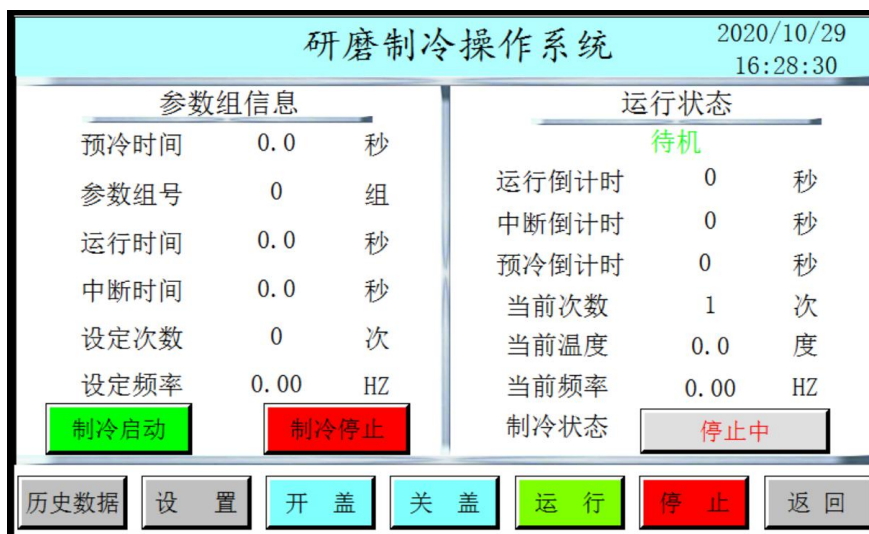 研磨制冷操作系统
2020/10/29
16:28:30
参数组信息
预冷时间 0.0 秒
参数组号 0 组
运行时间 0.0 秒
中断时间 0.0 秒
设定次数 0 次
设定频率 0.00 HZ
制冷启动 制冷停止
运行状态
待机
运行倒计时 0 秒
中断倒计时 0 秒
预冷倒计时 0 秒
当前次数 1 次
当前温度 0.0 度
当前频率 0.00 HZ
制冷状态 停止中
历史数据 设 置 开 盖 关 盖 运 行 停 止 返 回